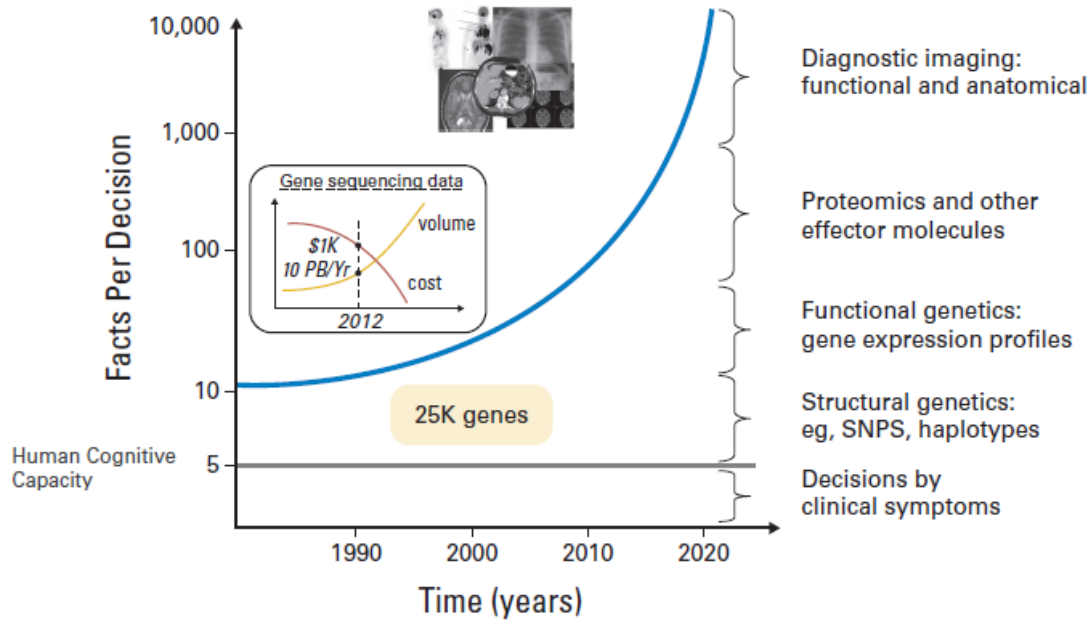 10,000
1,000
100
10
5
Facts Per Decision
Human Cognitive
Capacity
Gene sequencing data
volume
$1K
10 PB/Yr
cost
2012
25K genes
Diagnostic imaging:
functional and anatomical
Proteomics and other
effector molecules
Functional genetics:
gene expression profiles
Structural genetics:
eg, SNPS, haplotypes
Decisions by
clinical symptoms
1990
2000
2010
2020
Time (years)